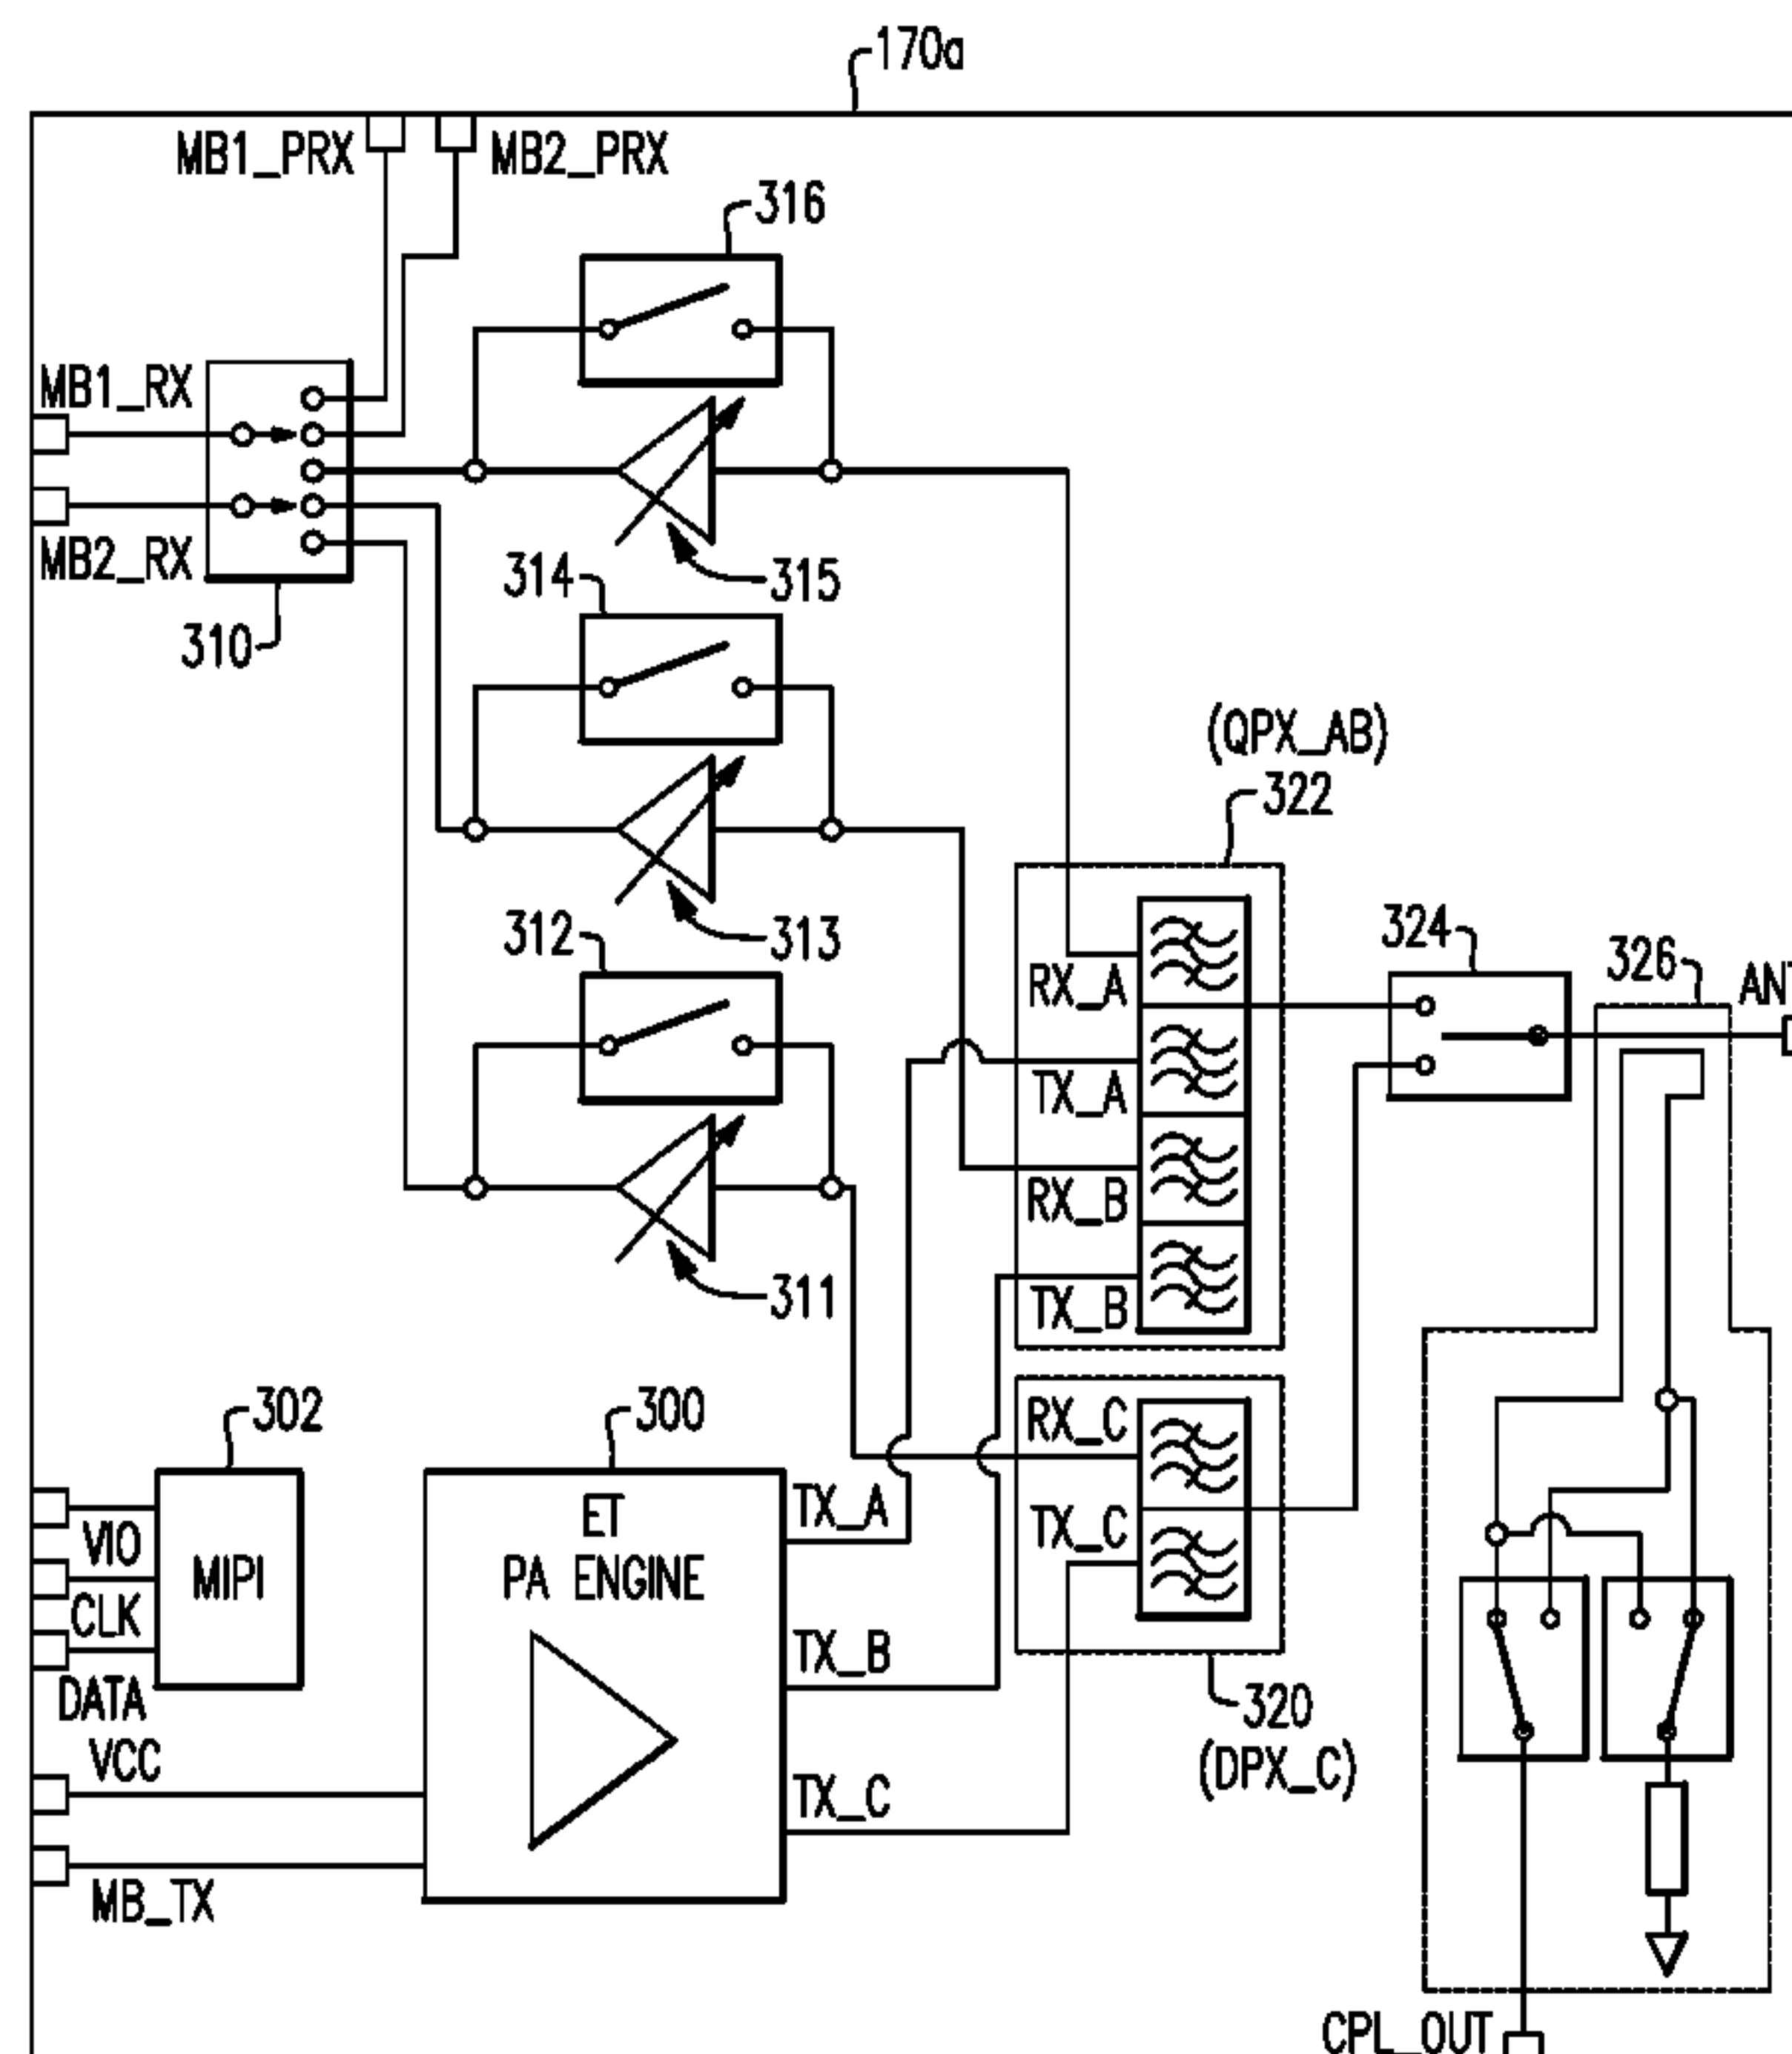 170a
MB1_PRX
MB2_PRX
316
MB1_RX
MB2_RX
310
315
314
313
(QPX_AB)
322
312
324
326
ANT
RX_A
TX_A
RX_B
TX_B
311
302
300
RX_C
TX_C
ET
PA ENGINE
TX_A
TX_B
TX_C
VIO
CLK
DATA
MIPI
VCC
MB_TX
320
(DPX_C)
CPL_OUT